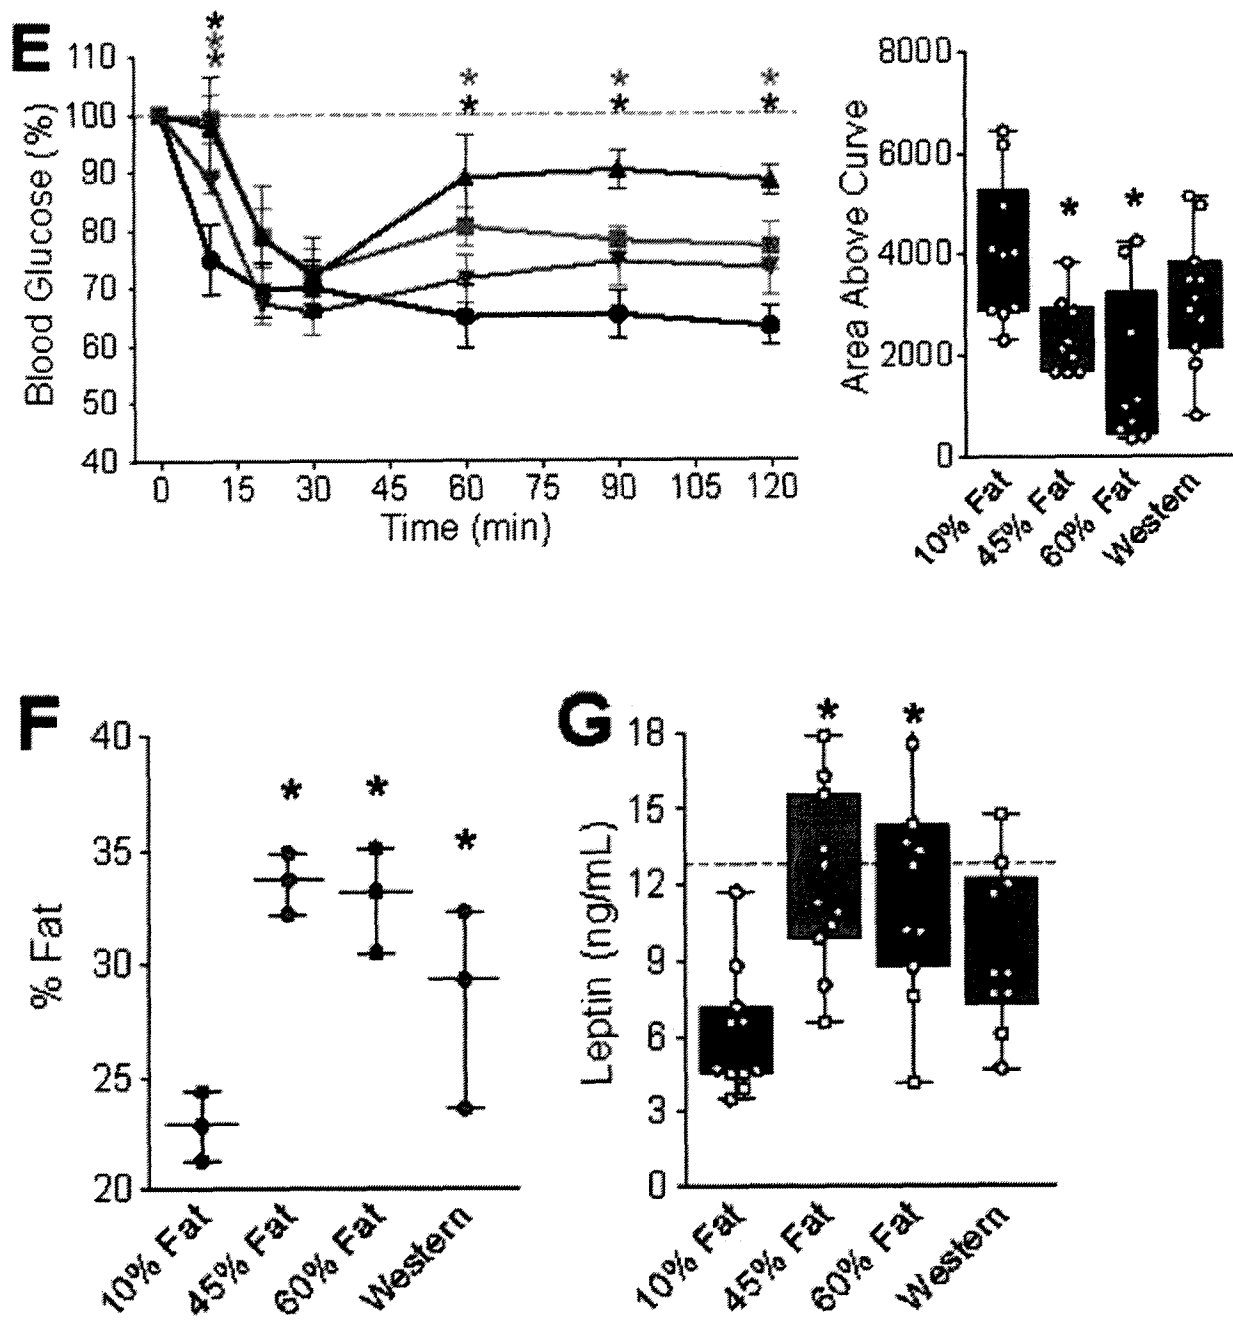 E
*
*
*
* * *
* * *
110
100
90
80
70
60
50
40
Blood Glucose (%)
0 15 30 45 60 75 90 105 120
Time (min)
8000
6000
4000
2000
0
Area Above Curve
* *
10% Fat
45% Fat
60% Fat
Western
F
40
35
30
25
20
% Fat
* * *
10% Fat
45% Fat
60% Fat
Western
G
18
15
12
9
6
3
0
Leptin (ng/mL)
* *
10% Fat
45% Fat
60% Fat
Western